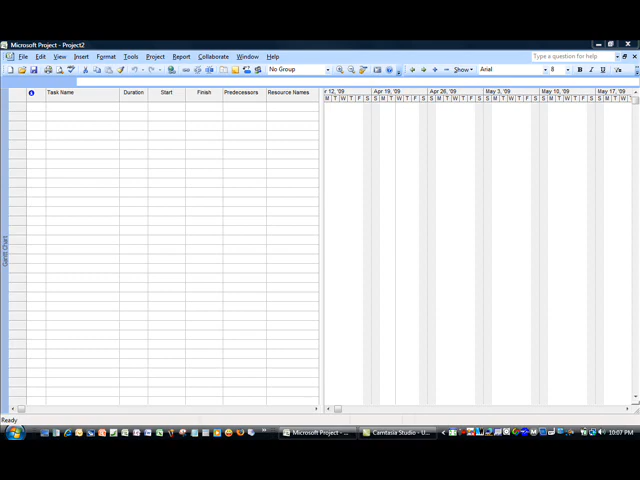 Microsoft Project - Project2
File Edit View Insert Format Tools Project Report Collaborate Window Help
Type a question for help
No Group Show Arial 8 B I U
Task Name Duration Start Finish Predecessors Resource Names
r 12, '09 Apr 19, '09 Apr 26, '09 May 3, '09 May 10, '09 May 17, '09
M T W T F S S M T W T F S S M T W T F S S M T W T F S S M T W T F S S M T W T F
Gantt Chart
Ready
Microsoft Project - ... Camtasia Studio - U... 10:07 PM